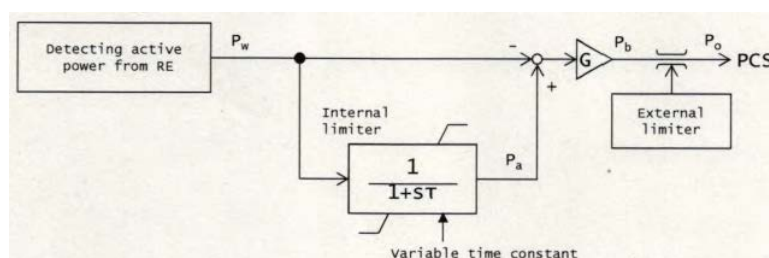 Detecting active
power from RE
Pw
-
+
G
Pb
Po
PCS
Internal
limiter
1
1+ST
Pa
External
limiter
Variable time constant